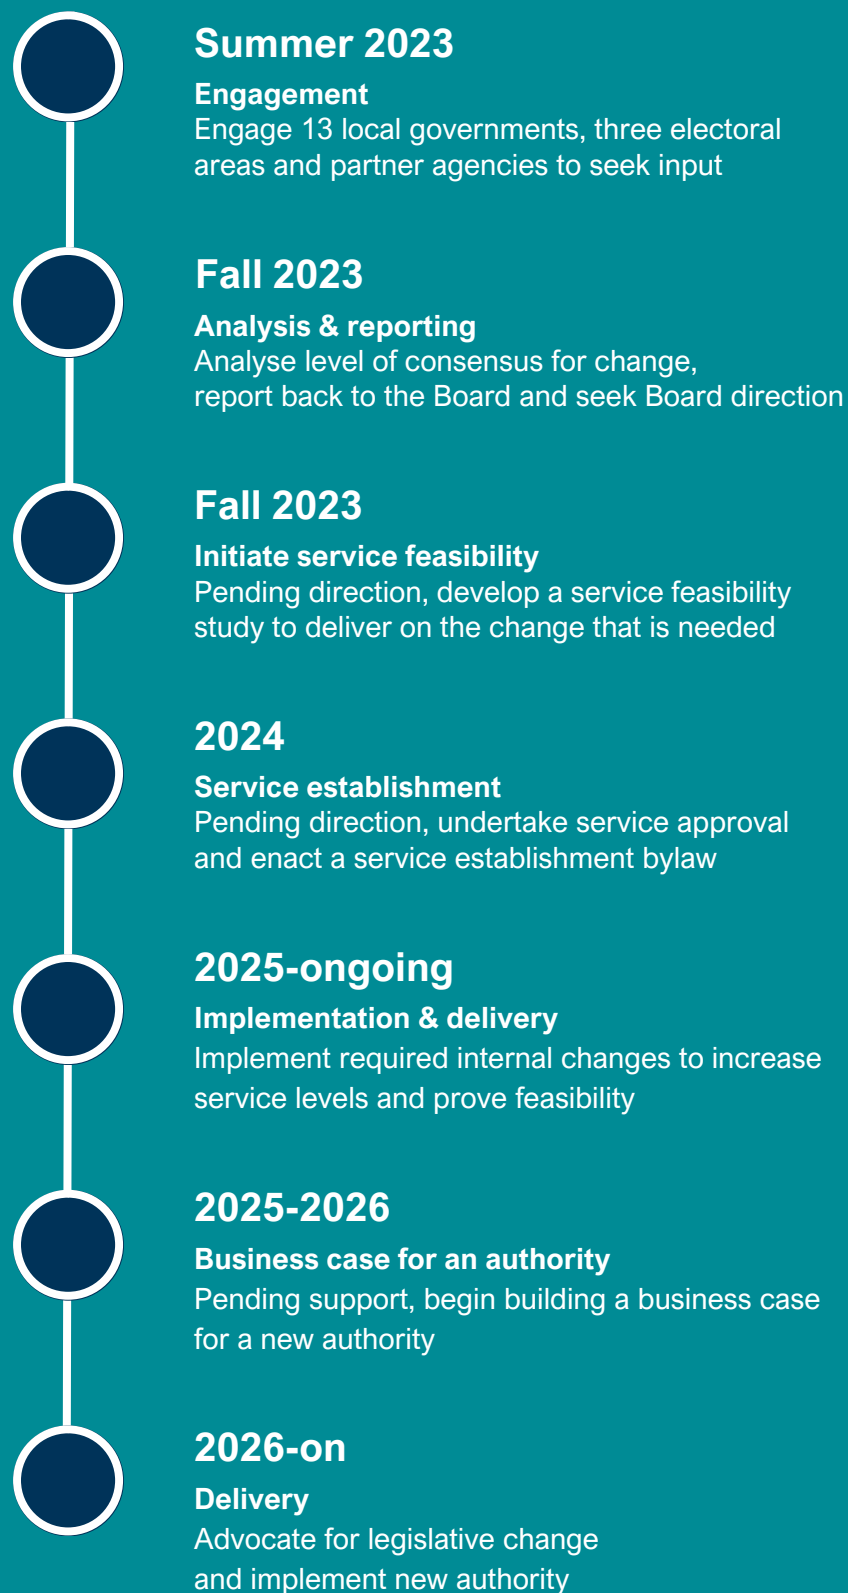 Summer 2023
Engagement
Engage 13 local governments, three electoral
areas and partner agencies to seek input
Fall 2023
Analysis & reporting
Analyse level of consensus for change,
report back to the Board and seek Board direction
Fall 2023
Initiate service feasibility
Pending direction, develop a service feasibility
study to deliver on the change that is needed
2024
Service establishment
Pending direction, undertake service approval
and enact a service establishment bylaw
2025-ongoing
Implementation & delivery
Implement required internal changes to increase
service levels and prove feasibility
2025-2026
Business case for an authority
Pending support, begin building a business case
for a new authority
2026-on
Delivery
Advocate for legislative change
and implement new authority